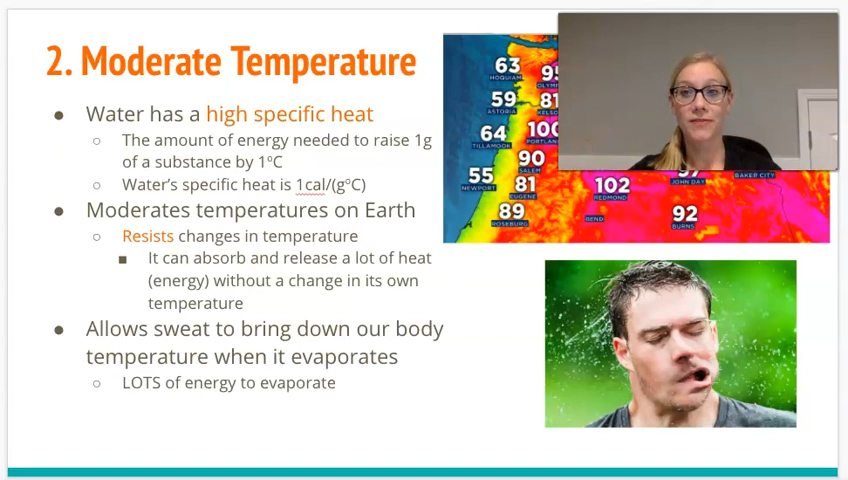 2. Moderate Temperature
● Water has a high specific heat
○ The amount of energy needed to raise 1g
of a substance by 1°C
○ Water's specific heat is 1cal/(g°C)
● Moderates temperatures on Earth
○ Resists changes in temperature
■ It can absorb and release a lot of heat
(energy) without a change in its own
temperature
● Allows sweat to bring down our body
temperature when it evaporates
○ LOTS of energy to evaporate
63
HOQUIAM
59
ASTORIA
81
64
TILLAMOOK
100
90
SALEM
55
NEWPORT
81
EUGENE
89
ROSEBURG
102
REDMOND
BEND
JOHN DAY
BAKER CITY
92
BURNS